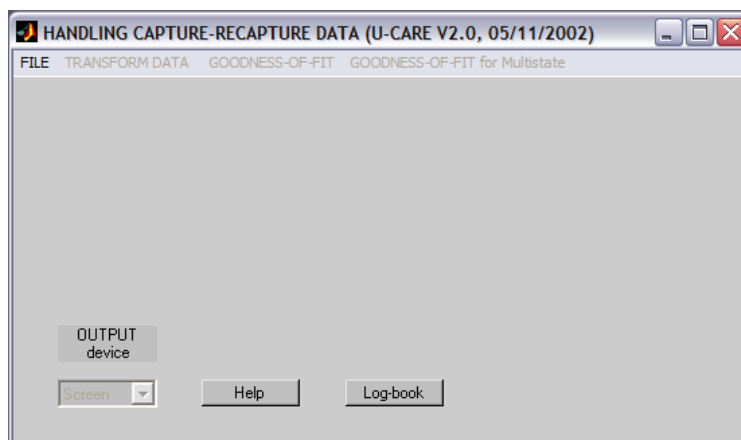 HANDLING CAPTURE-RECAPTURE DATA (U-CARE V2.0, 05/11/2002)
FILE TRANSFORM DATA GOODNESS-OF-FIT GOODNESS-OF-FIT for Multistate
OUTPUT
device
Screen Help Log-book